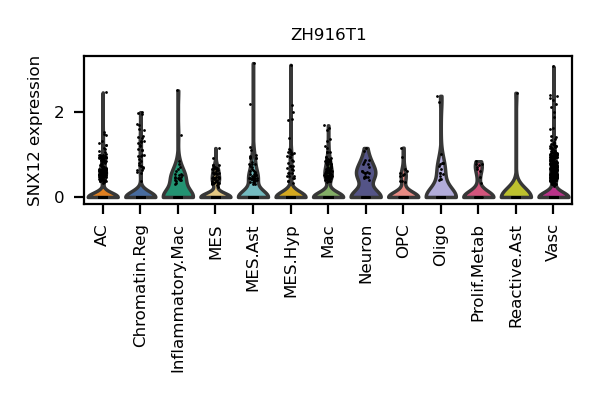 ZH916T1
SNX12 expression
2
0
AC
Chromatin.Reg
Inflammatory.Mac
MES
MES.Ast
MES.Hyp
Mac
Neuron
OPC
Oligo
Prolif.Metab
Reactive.Ast
Vasc